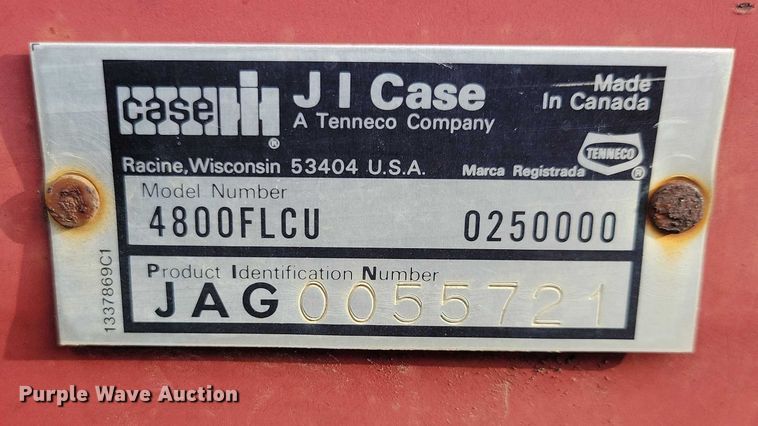 case IH ®
J I Case
A Tenneco Company
Made
In Canada
TENNECO
Racine, Wisconsin 53404 U.S.A.
Marca Registrada
®
Model Number
4800FLCU 0250000
Product Identification Number
JAG0055721
1337869C1
Purple Wave Auction